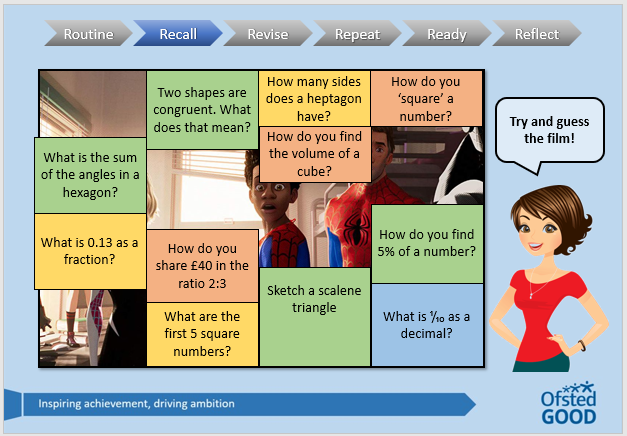 Routine
Recall
Revise
Repeat
Ready
Reflect
Two shapes are
congruent. What
does that mean?
How many sides
does a heptagon
have?
How do you
‘square’ a
number?
Try and guess
the film!
How do you find
the volume of a
cube?
What is the sum
of the angles in a
hexagon?
What is 0.13 as a
fraction?
How do you
share £40 in the
ratio 2:3
How do you find
5% of a number?
Sketch a scalene
triangle
What are the
first 5 square
numbers?
What is ⅒ as a
decimal?
Inspiring achievement, driving ambition
Ofsted
GOOD